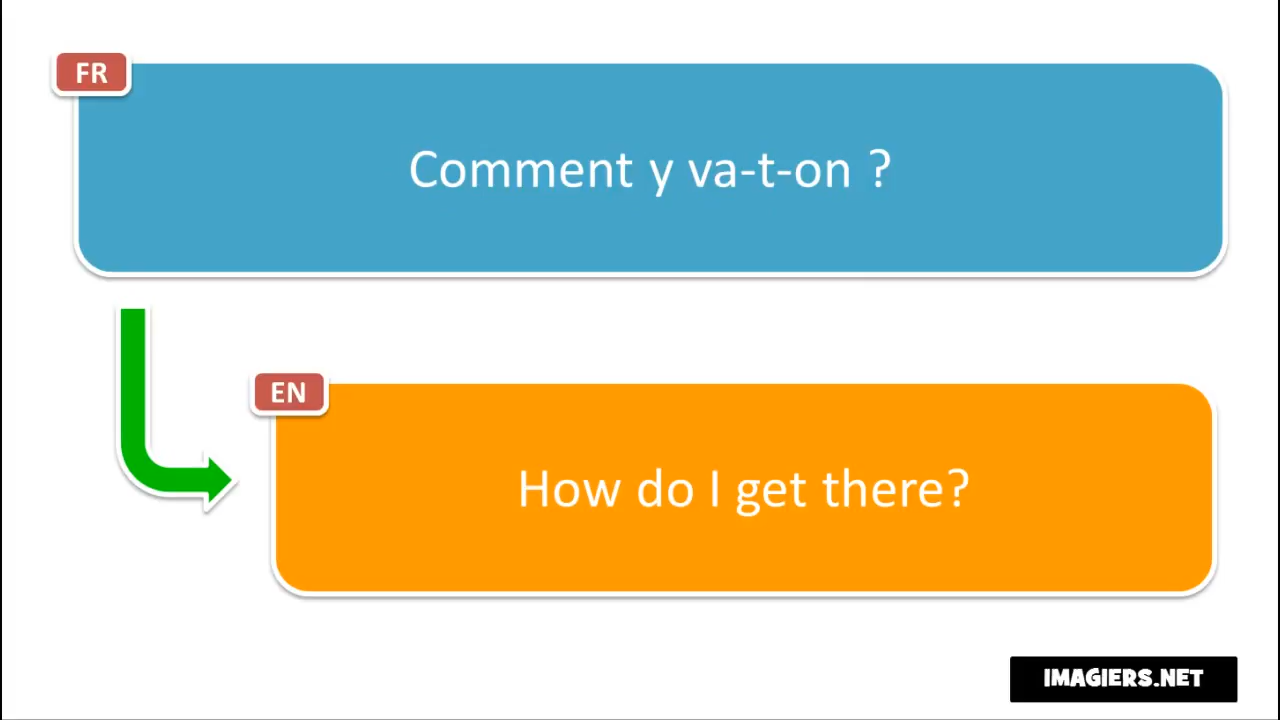 FR
Comment y va-t-on ?
EN
How do I get there?
IMAGIERS.NET